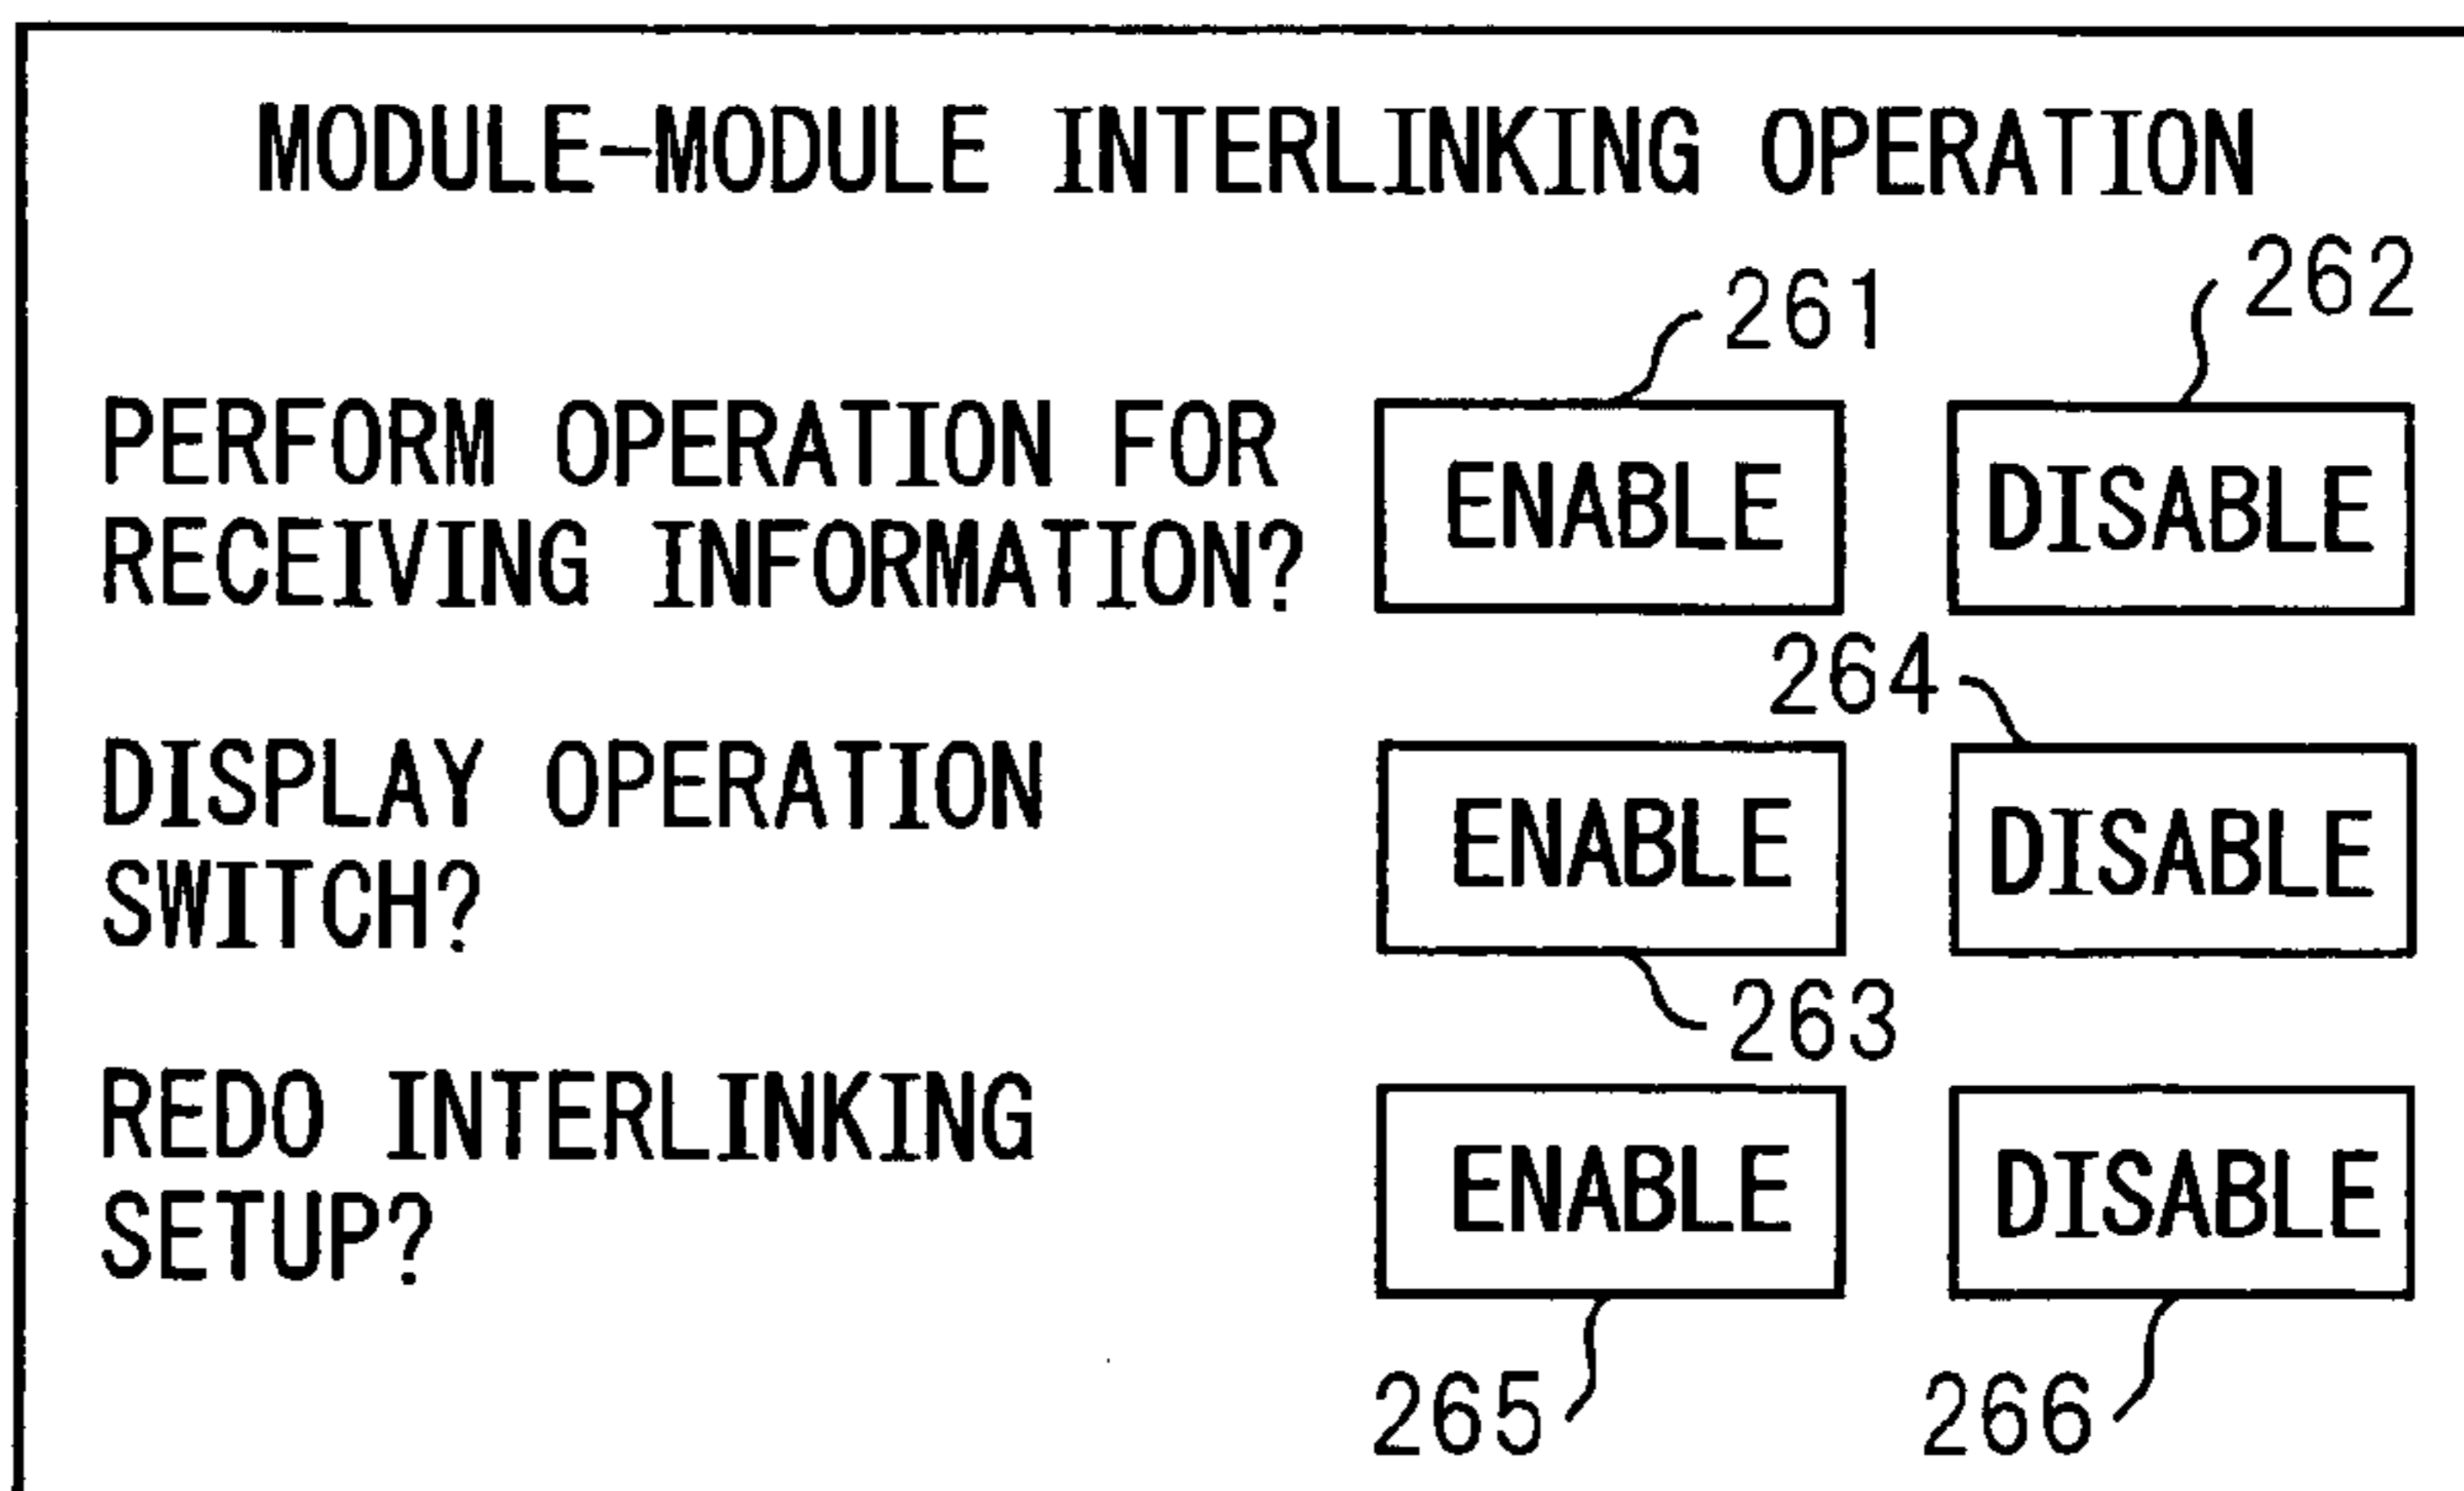 MODULE-MODULE INTERLINKING OPERATION
261
262
PERFORM OPERATION FOR
RECEIVING INFORMATION?
ENABLE
DISABLE
264
DISPLAY OPERATION
SWITCH?
ENABLE
DISABLE
263
REDO INTERLINKING
SETUP?
ENABLE
DISABLE
265
266